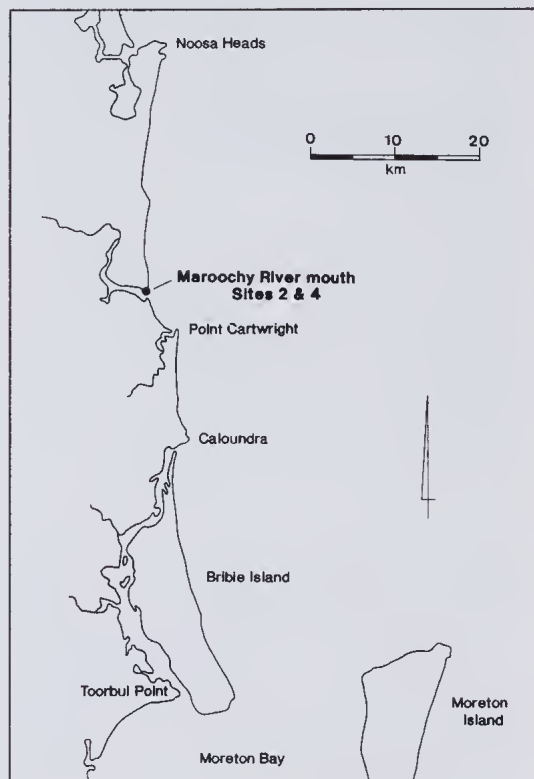 Noosa Heads
0 10 20
km
Maroochy River mouth
Sites 2 & 4
Point Cartwright
Caloundra
Bribie Island
Toorbul Point
Moreton
Island
Moreton Bay